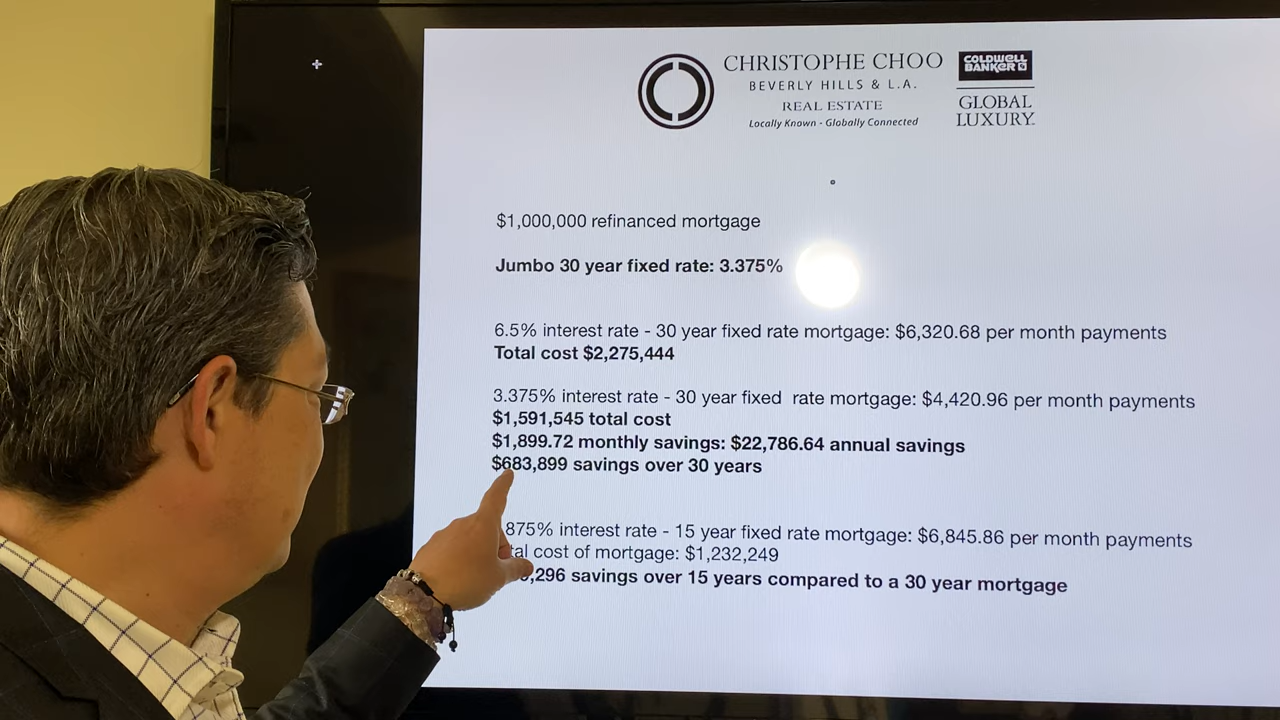 CHRISTOPHE CHOO
BEVERLY HILLS & L.A.
REAL ESTATE
Locally Known - Globally Connected
COLDWELL
BANKER
GLOBAL
LUXURY
$1,000,000 refinanced mortgage
Jumbo 30 year fixed rate: 3.375%
6.5% interest rate - 30 year fixed rate mortgage: $6,320.68 per month payments
Total cost $2,275,444
3.375% interest rate - 30 year fixed rate mortgage: $4,420.96 per month payments
$1,591,545 total cost
$1,899.72 monthly savings: $22,786.64 annual savings
$683,899 savings over 30 years
875% interest rate - 15 year fixed rate mortgage: $6,845.86 per month payments
cost of mortgage: $1,232,249
,296 savings over 15 years compared to a 30 year mortgage